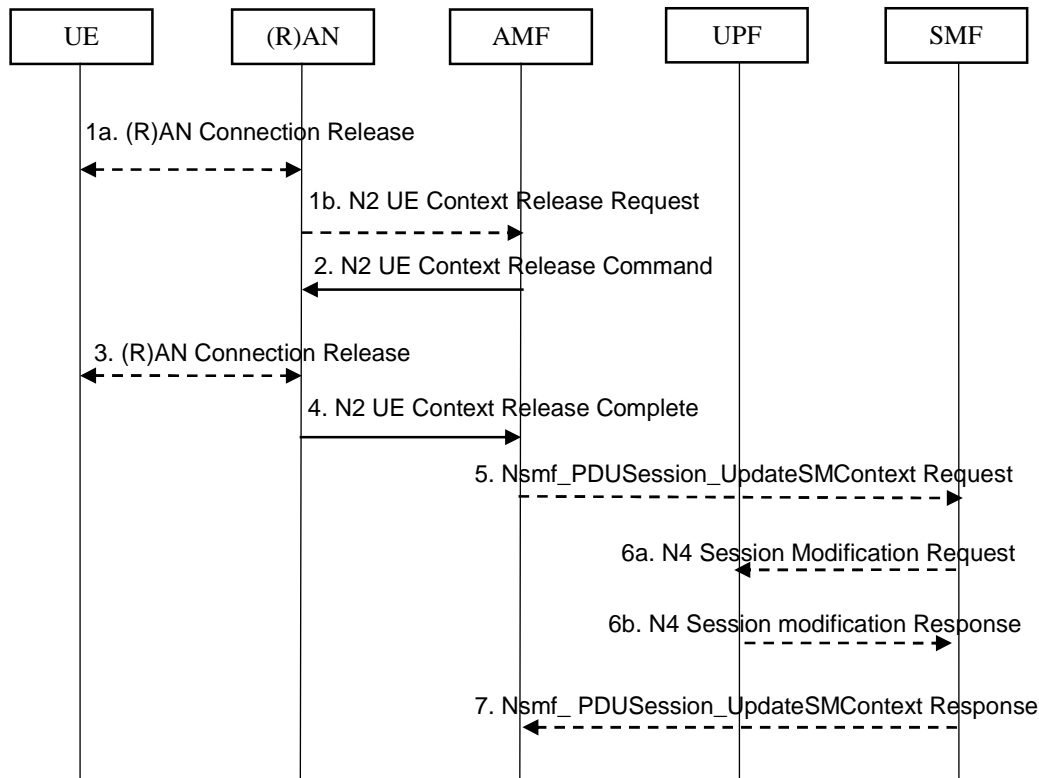 UE
(R)AN
AMF
UPF
SMF
1a. (R)AN Connection Release
1b. N2 UE Context Release Request
2. N2 UE Context Release Command
3. (R)AN Connection Release
4. N2 UE Context Release Complete
5. Nsmf_PDUSession_UpdateSMContext Request
6a. N4 Session Modification Request
6b. N4 Session modification Response
7. Nsmf_ PDUSession_UpdateSMContext Response